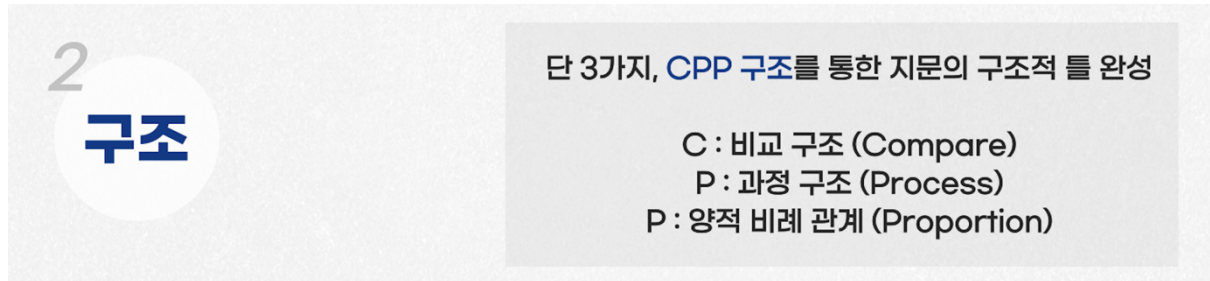 2
구조
단 3가지, CPP 구조를 통한 지문의 구조적 틀 완성
C : 비교 구조 (Compare)
P : 과정 구조 (Process)
P : 양적 비례 관계 (Proportion)